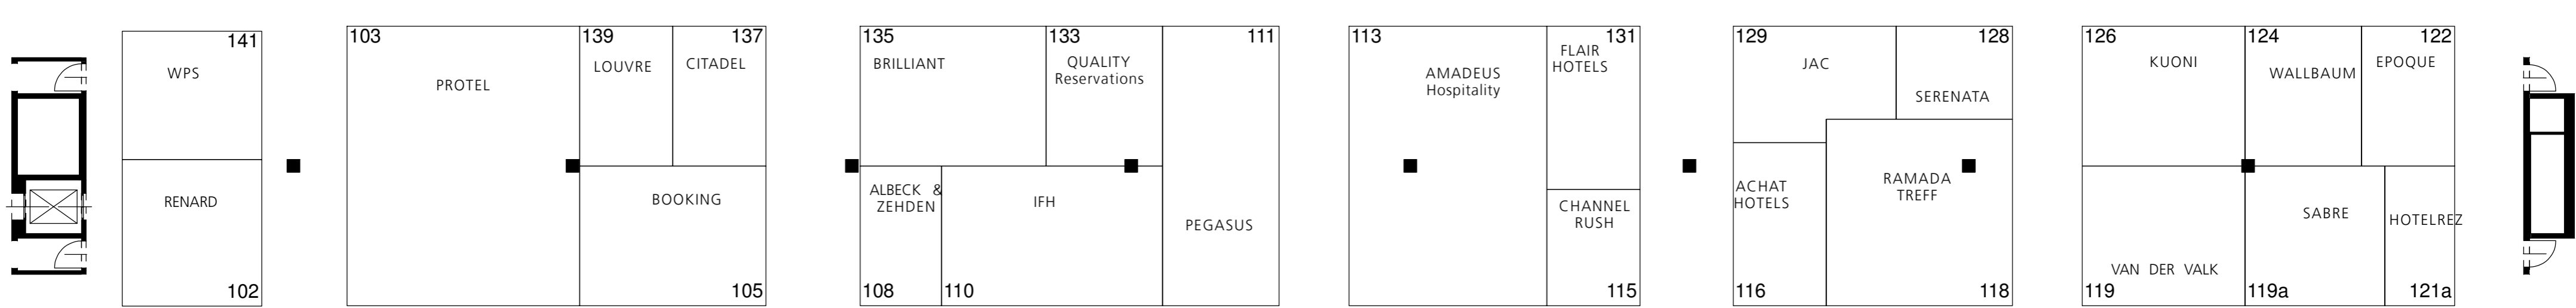 141
WPS
RENARD
102
103
PROTEL
139
LOUVRE
137
CITADEL
BOOKING
105
135
BRILLIANT
133
QUALITY
Reservations
111
PEGASUS
ALBECK &
ZEHDEN
108
IFH
110
113
AMADEUS
Hospitality
131
FLAIR
HOTELS
CHANNEL
RUSH
115
129
JAC
128
SERENATA
ACHAT
HOTELS
116
RAMADA
TREFF
118
126
KUONI
124
WALLBAUM
122
EPOQUE
VAN DER VALK
119
SABRE
119a
HOTELREZ
121a